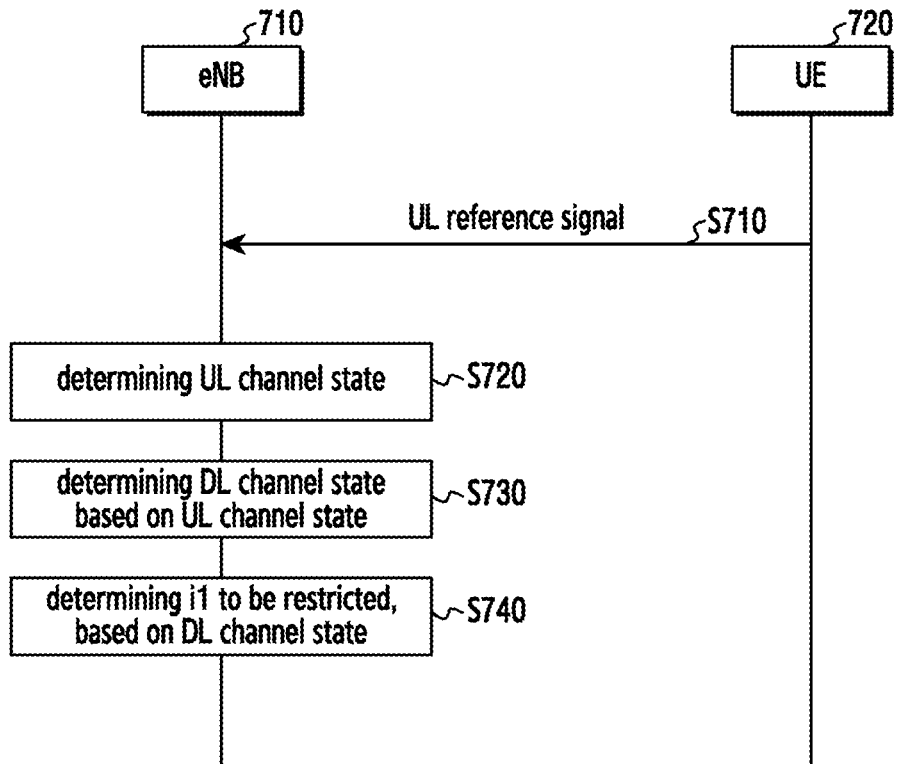 710
720
eNB
UE
UL reference signal
S710
determining UL channel state
S720
determining DL channel state
based on UL channel state
S730
determining i1 to be restricted,
based on DL channel state
S740